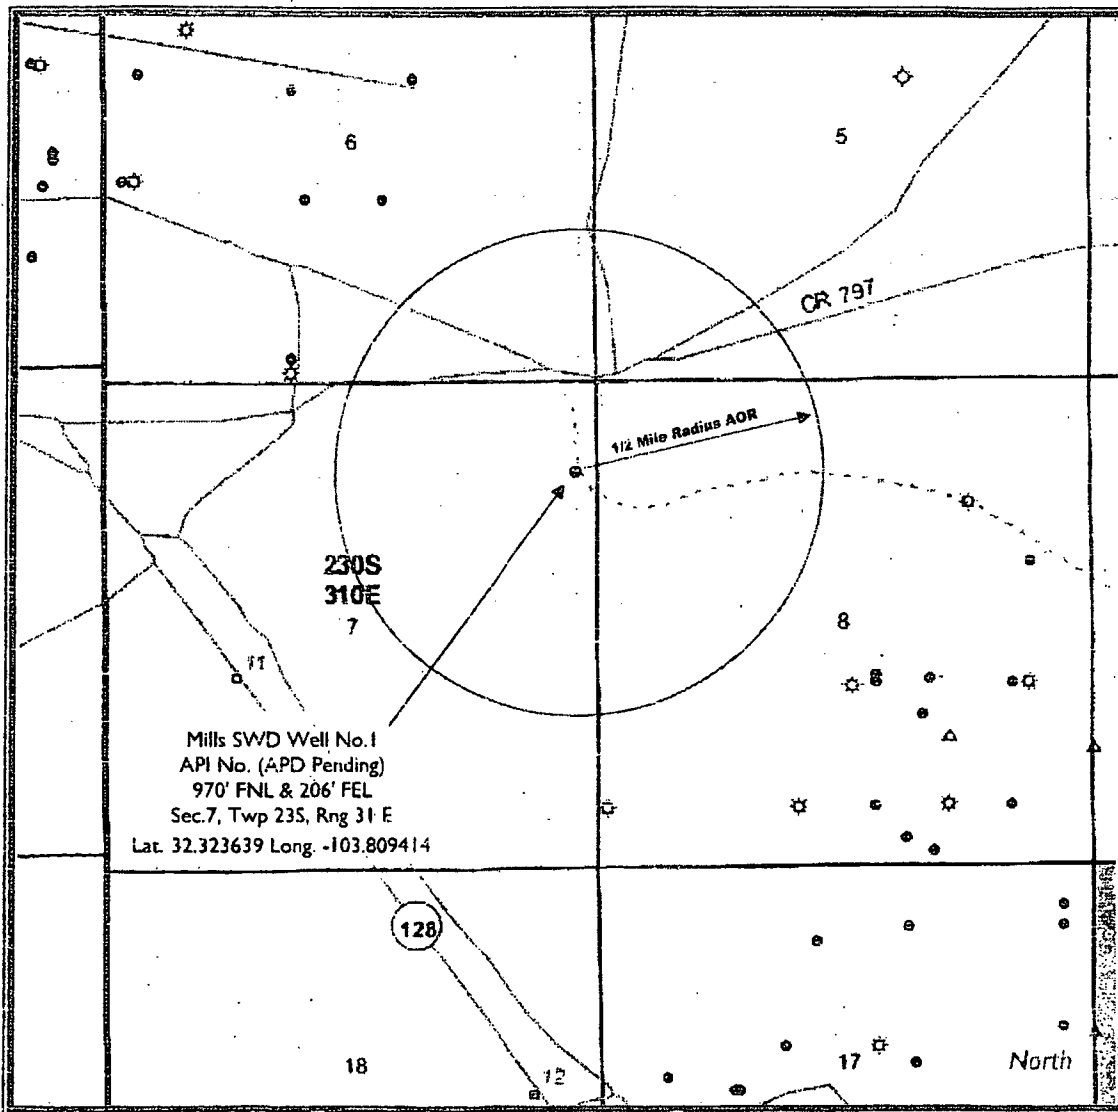 6
5
CR 797
1/2 Mile Radius AOR
230S
310E
7
8
11
Mills SWD Well No.1
API No. (APD Pending)
970' FNL & 206' FEL
Sec.7, Twp 23S, Rng 31 E
Lat. 32.323639 Long. -103.809414
128
18
12
17
North